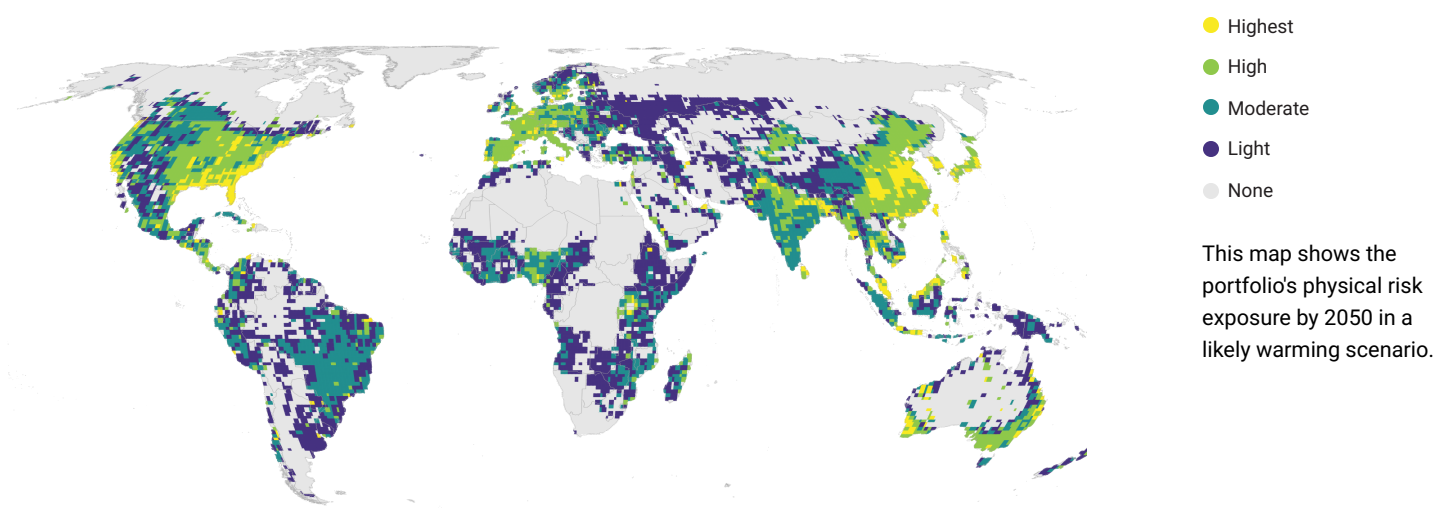 Highest
High
Moderate
Light
None
This map shows the
portfolio's physical risk
exposure by 2050 in a
likely warming scenario.